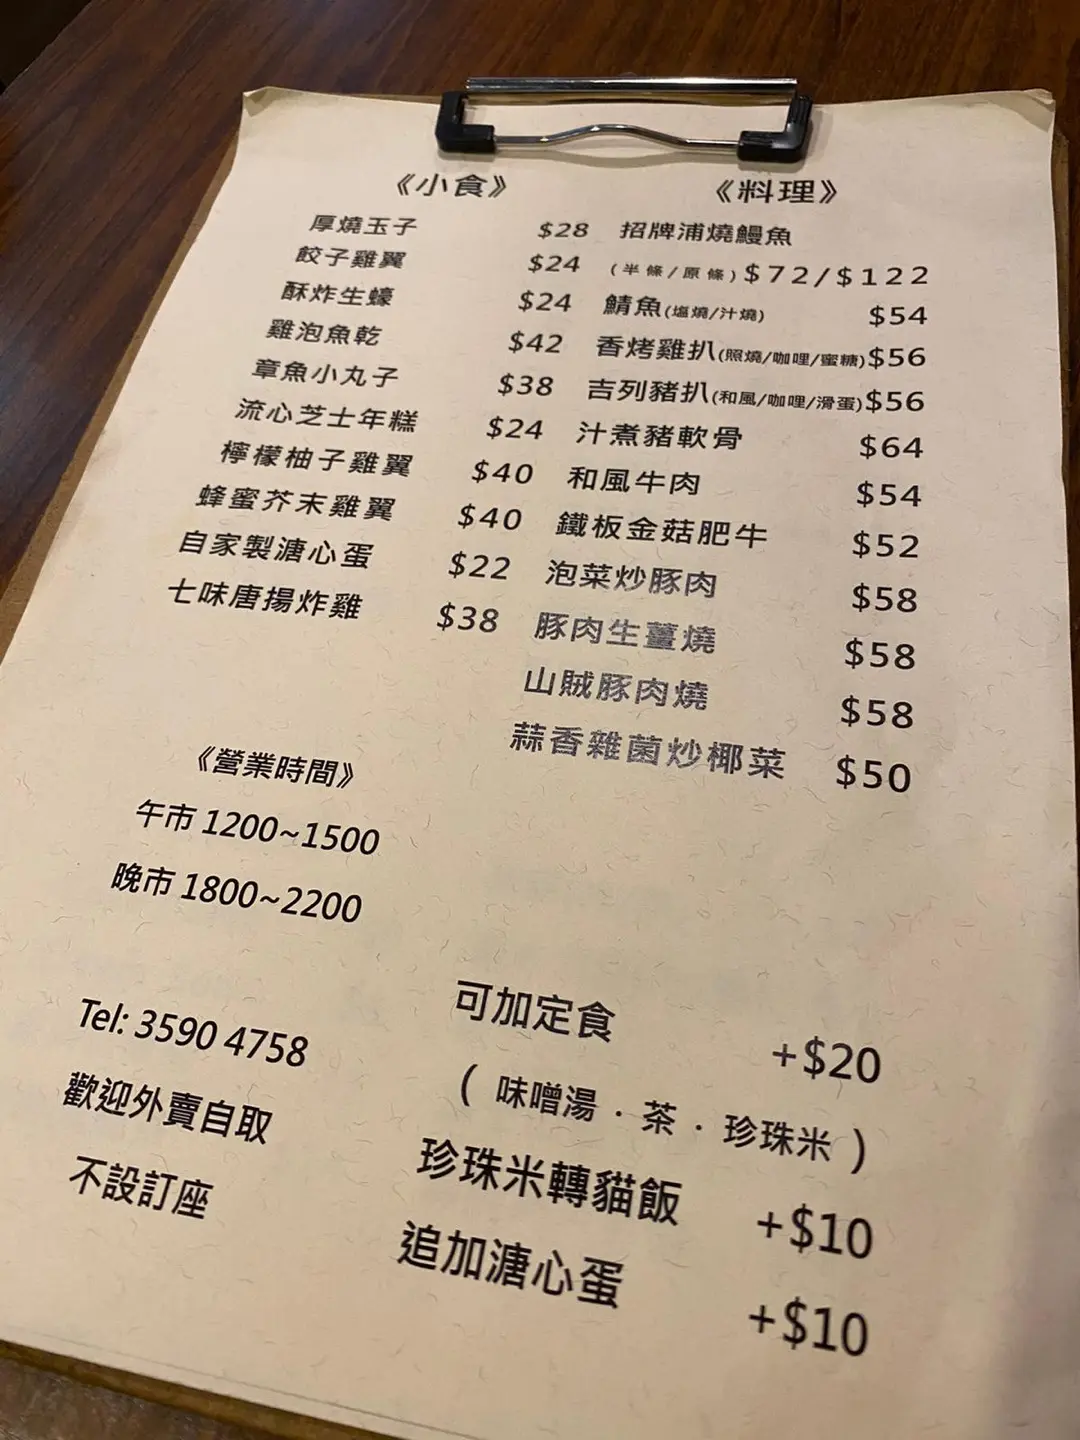 《小食》
厚燒玉子 $28
餃子雞翼 $24
酥炸生蠔 $24
雞泡魚乾 $42
章魚小丸子 $38
流心芝士年糕 $24
檸檬柚子雞翼 $40
蜂蜜芥末雞翼 $40
自家製溏心蛋 $22
七味唐揚炸雞 $38
《料理》
招牌浦燒鰻魚
(半條/原條) $72/$122
鯖魚(塩燒/汁燒) $54
香烤雞扒(照燒/咖哩/蜜糖) $56
吉列豬扒(和風/咖哩/滑蛋) $56
汁煮豬軟骨 $64
和風牛肉 $54
鐵板金菇肥牛 $52
泡菜炒豚肉 $58
豚肉生薑燒 $58
山賊豚肉燒 $58
蒜香雜菌炒椰菜 $50
《營業時間》
午市 1200~1500
晚市 1800~2200
Tel: 3590 4758
歡迎外賣自取
不設訂座
可加定食 +$20
( 味噌湯 . 茶 . 珍珠米 )
珍珠米轉貓飯 +$10
追加溏心蛋 +$10